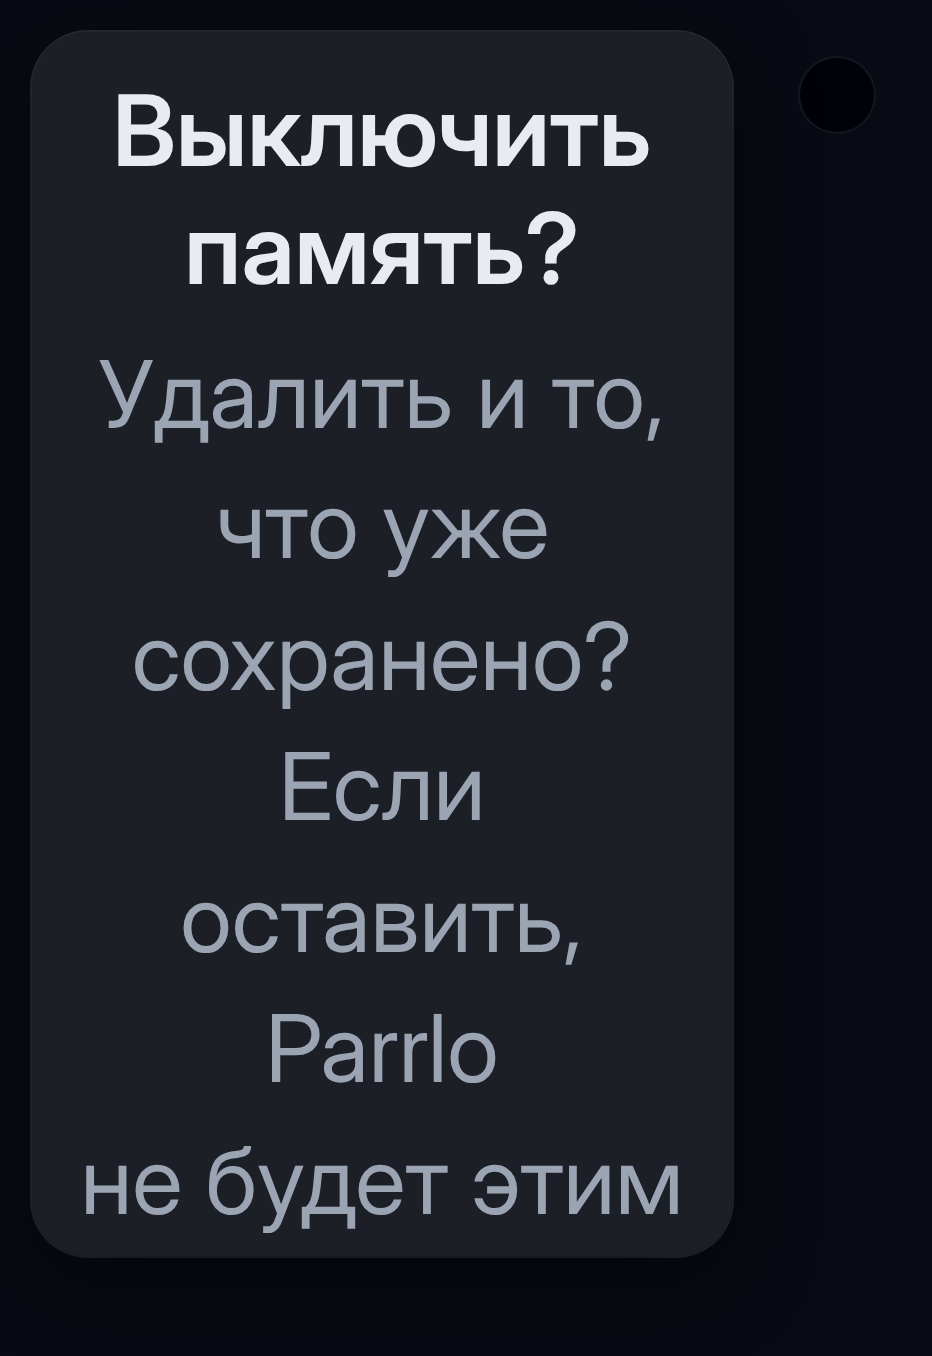 Выключить
память?
Удалить и то,
что уже
сохранено?
Если
оставить,
Parrlo
не будет этим